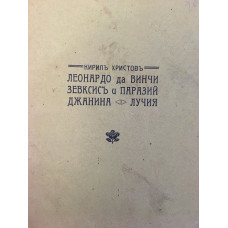 КИРИЛЪ ХРИСТОВЪ
ЛЕОНАРДО да ВИНЧИ
ЗЕВКСИСЪ и ПАРАЗИЙ
ДЖАНИНА ЛУЧИЯ